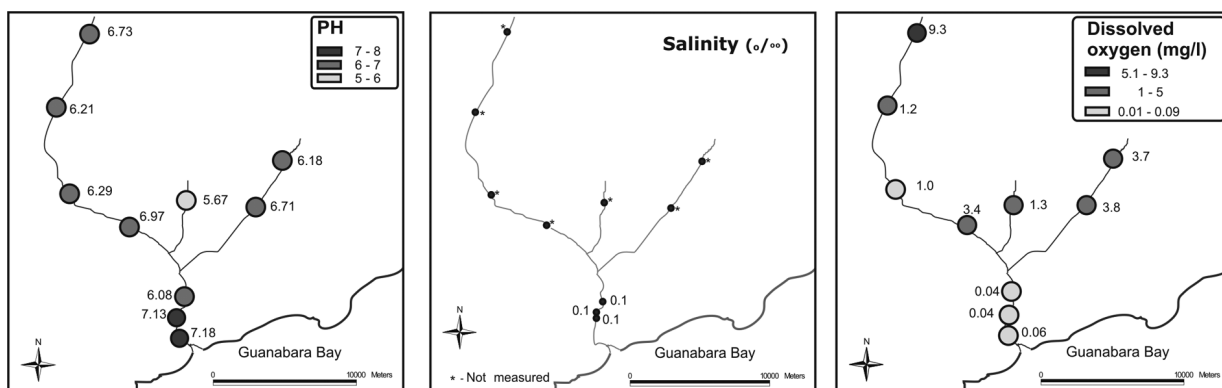 PH
7 - 8
6 - 7
5 - 6
6.73
6.21
6.29
6.97
5.67
6.18
6.71
6.08
7.13
7.18
Guanabara Bay
N
0 10000 Meters
Salinity (o/oo)
*
*
*
*
*
*
*
0.1
0.1
0.1
Guanabara Bay
N
* - Not measured
0 10000 Meters
Dissolved
oxygen (mg/l)
5.1 - 9.3
1 - 5
0.01 - 0.09
9.3
1.2
1.0
3.4
1.3
3.7
3.8
0.04
0.04
0.06
Guanabara Bay
N
0 10000 Meters